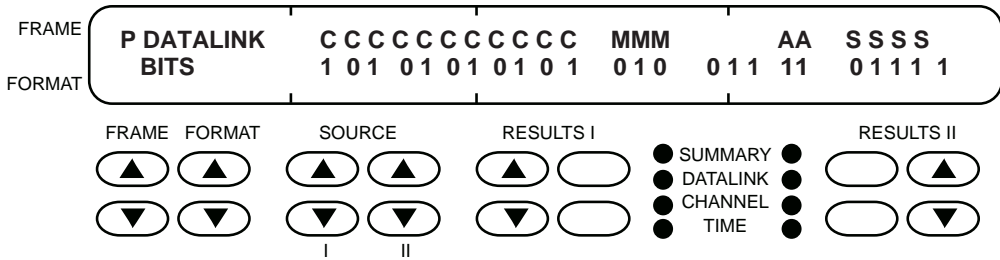 FRAME
P DATALINK C C C C C C C C C C C MMM AA S S S S
BITS 1 0 1 0 1 0 1 0 1 0 1 0 1 0 0 1 1 11 0 1 1 1 1
FORMAT
FRAME FORMAT SOURCE RESULTS I RESULTS II
SUMMARY
DATALINK
CHANNEL
TIME
I II